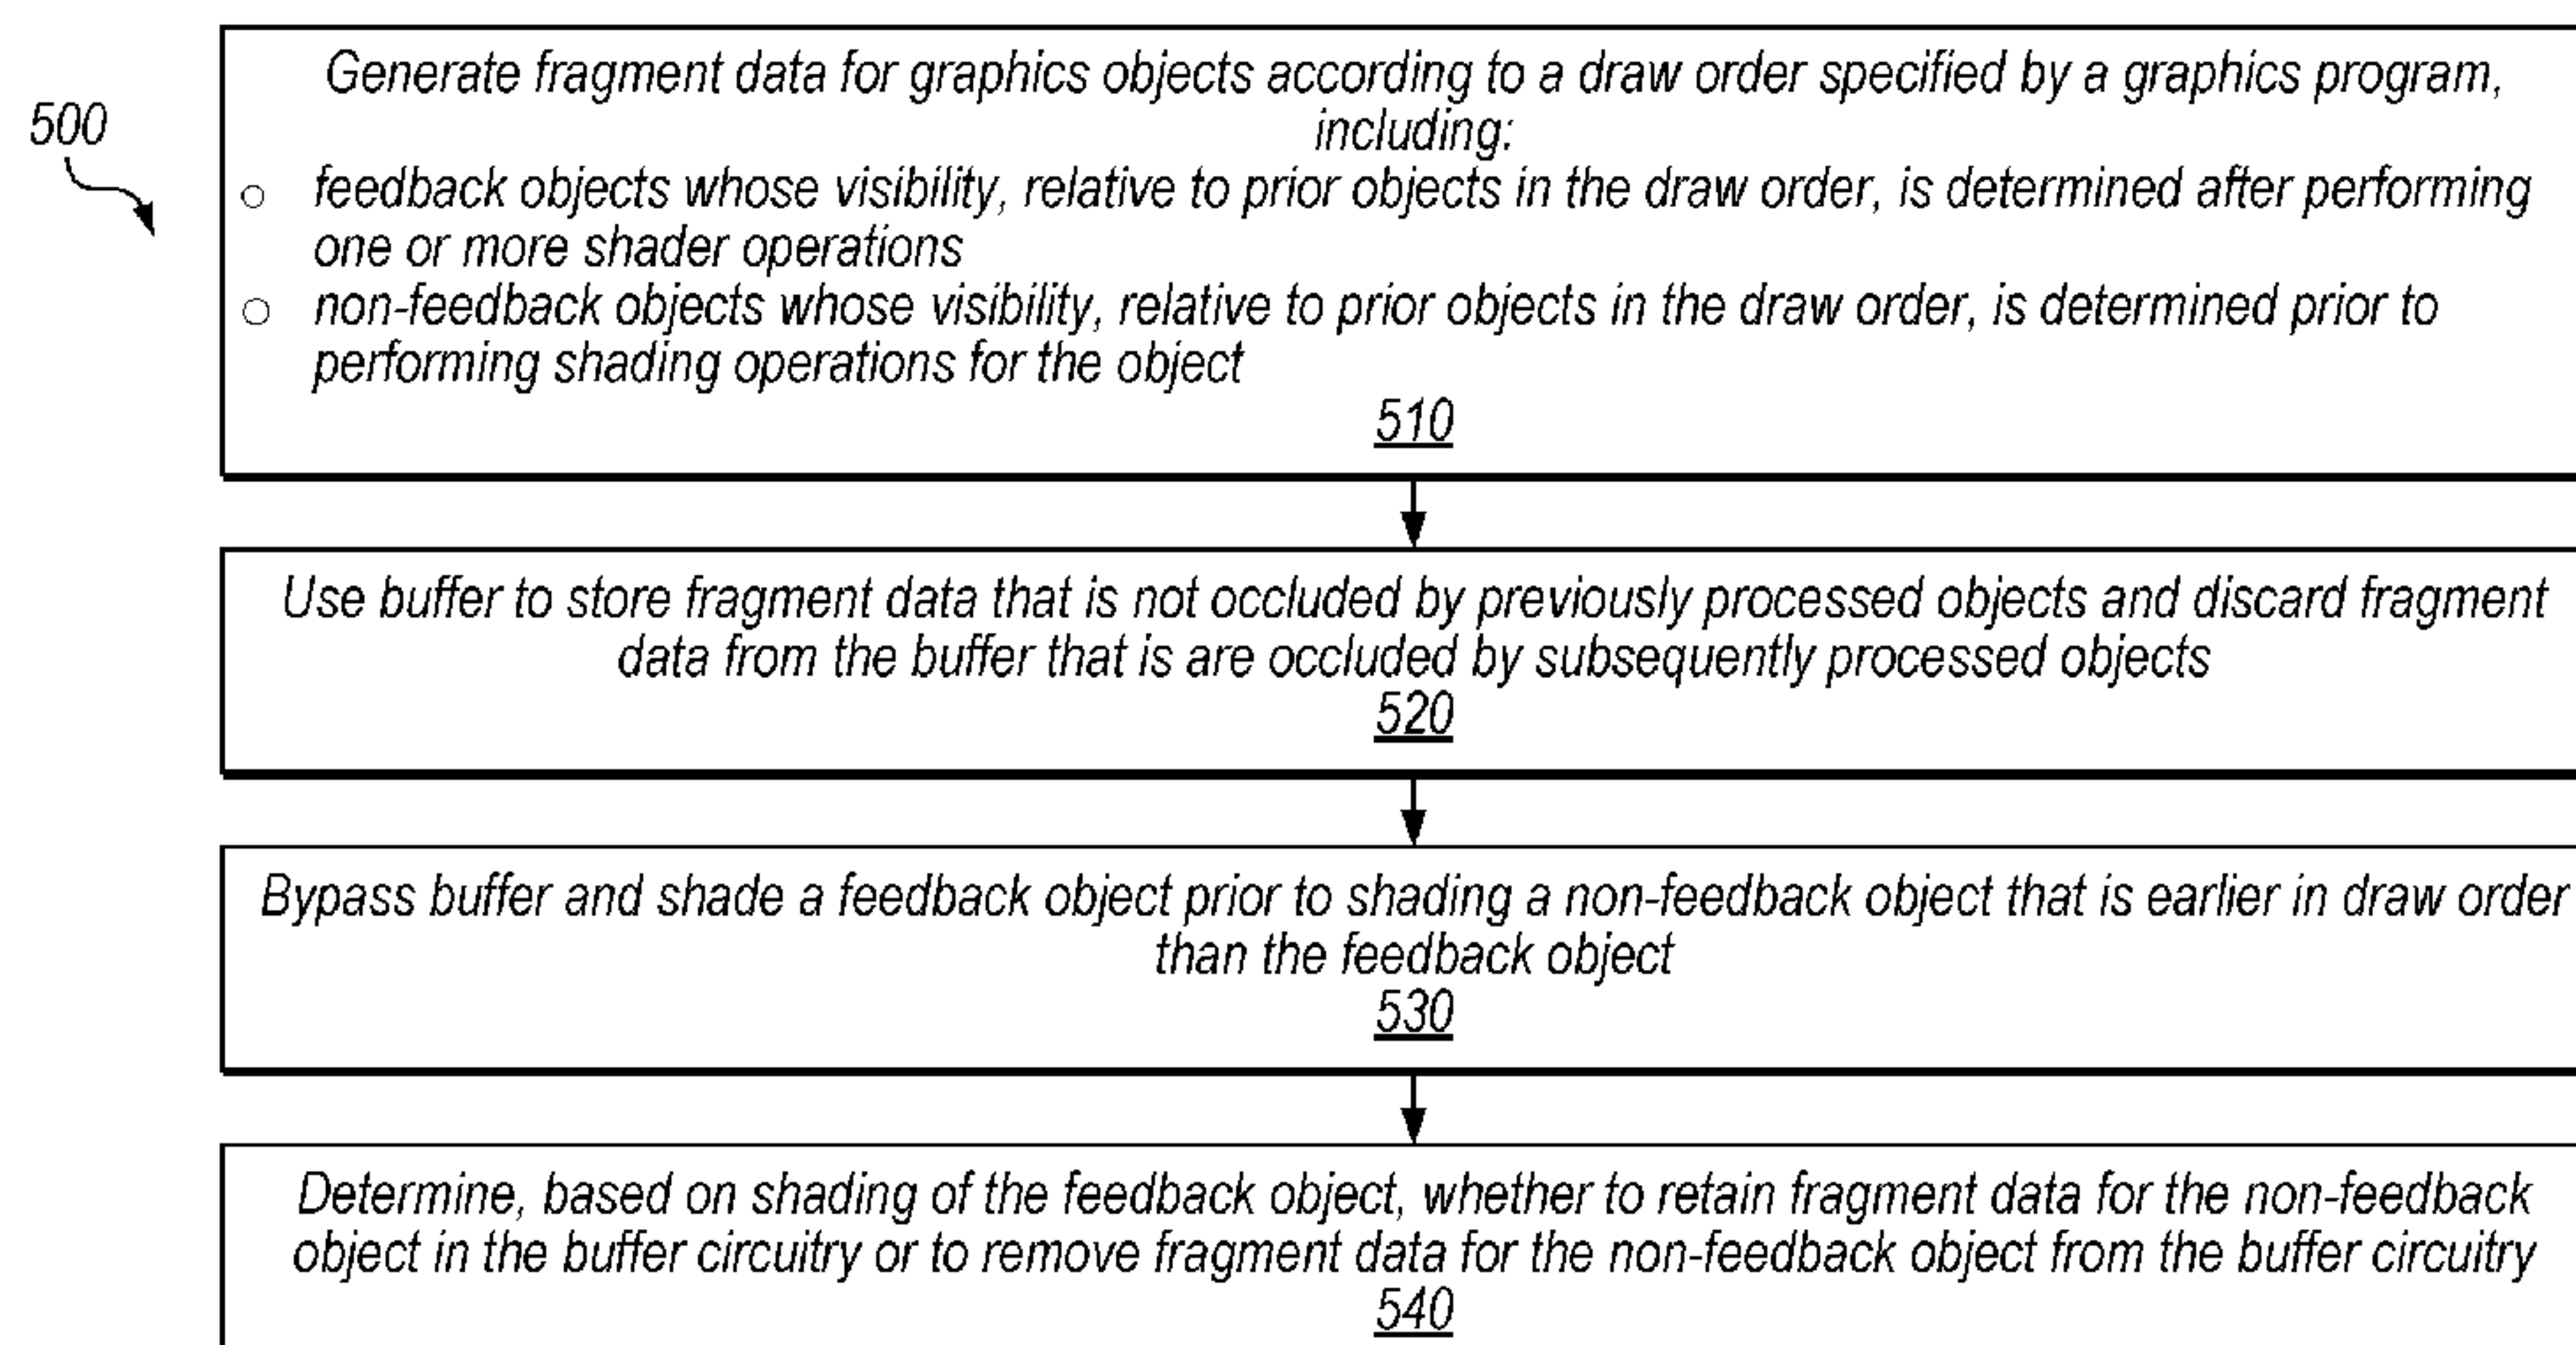 500
Generate fragment data for graphics objects according to a draw order specified by a graphics program,
including:
○ feedback objects whose visibility, relative to prior objects in the draw order, is determined after performing
one or more shader operations
○ non-feedback objects whose visibility, relative to prior objects in the draw order, is determined prior to
performing shading operations for the object
510
Use buffer to store fragment data that is not occluded by previously processed objects and discard fragment
data from the buffer that is are occluded by subsequently processed objects
520
Bypass buffer and shade a feedback object prior to shading a non-feedback object that is earlier in draw order
than the feedback object
530
Determine, based on shading of the feedback object, whether to retain fragment data for the non-feedback
object in the buffer circuitry or to remove fragment data for the non-feedback object from the buffer circuitry
540